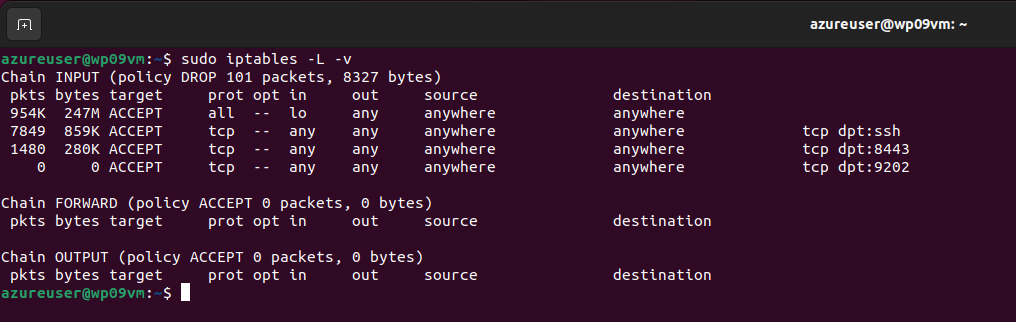 azureuser@wp09vm: ~
azureuser@wp09vm:~$ sudo iptables -L -v
Chain INPUT (policy DROP 101 packets, 8327 bytes)
 pkts bytes target     prot opt in     out     source               destination
 954K  247M ACCEPT     all  --  lo     any     anywhere             anywhere
 7849  859K ACCEPT     tcp  --  any    any     anywhere             anywhere             tcp dpt:ssh
 1480  280K ACCEPT     tcp  --  any    any     anywhere             anywhere             tcp dpt:8443
    0     0 ACCEPT     tcp  --  any    any     anywhere             anywhere             tcp dpt:9202
Chain FORWARD (policy ACCEPT 0 packets, 0 bytes)
 pkts bytes target     prot opt in     out     source               destination
Chain OUTPUT (policy ACCEPT 0 packets, 0 bytes)
 pkts bytes target     prot opt in     out     source               destination
azureuser@wp09vm:~$